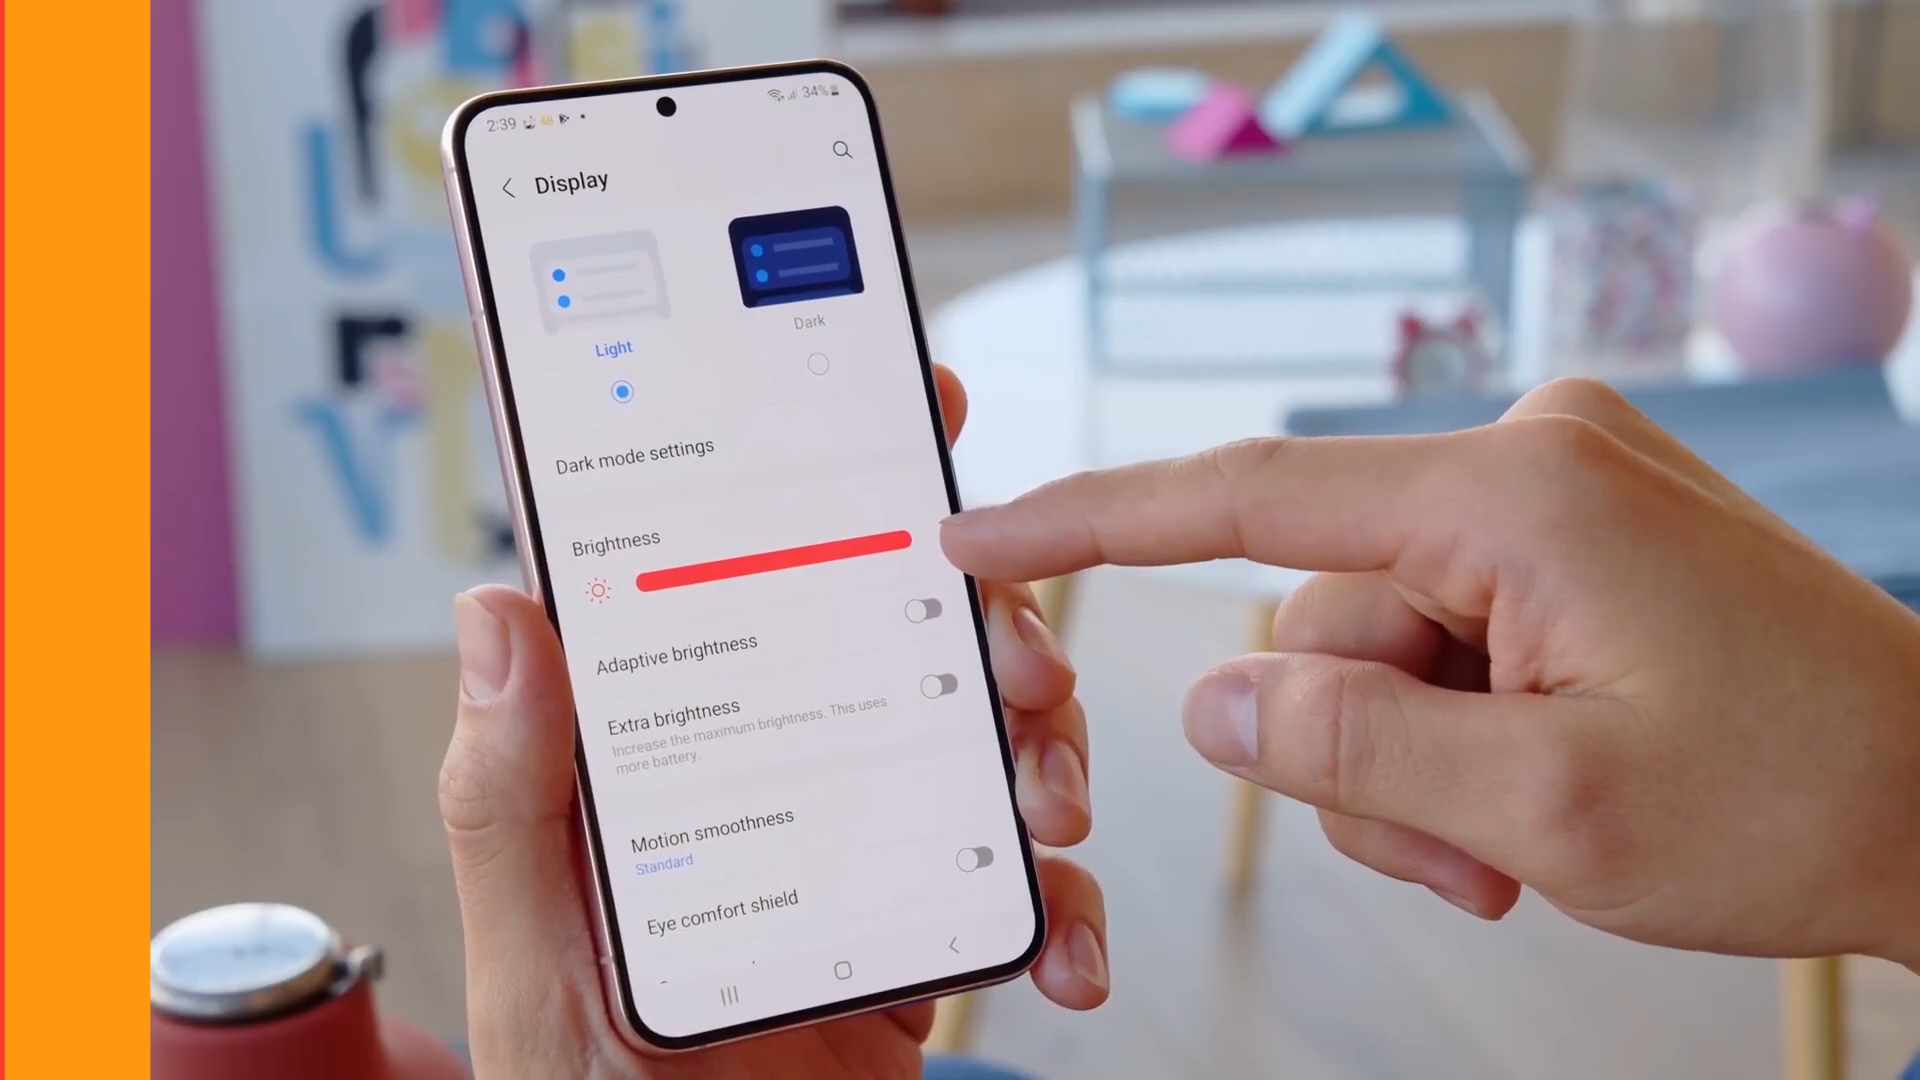 2:39
48
34%
Display
Light
Dark
Dark mode settings
Brightness
Adaptive brightness
Extra brightness
Increase the maximum brightness. This uses
more battery.
Motion smoothness
Standard
Eye comfort shield